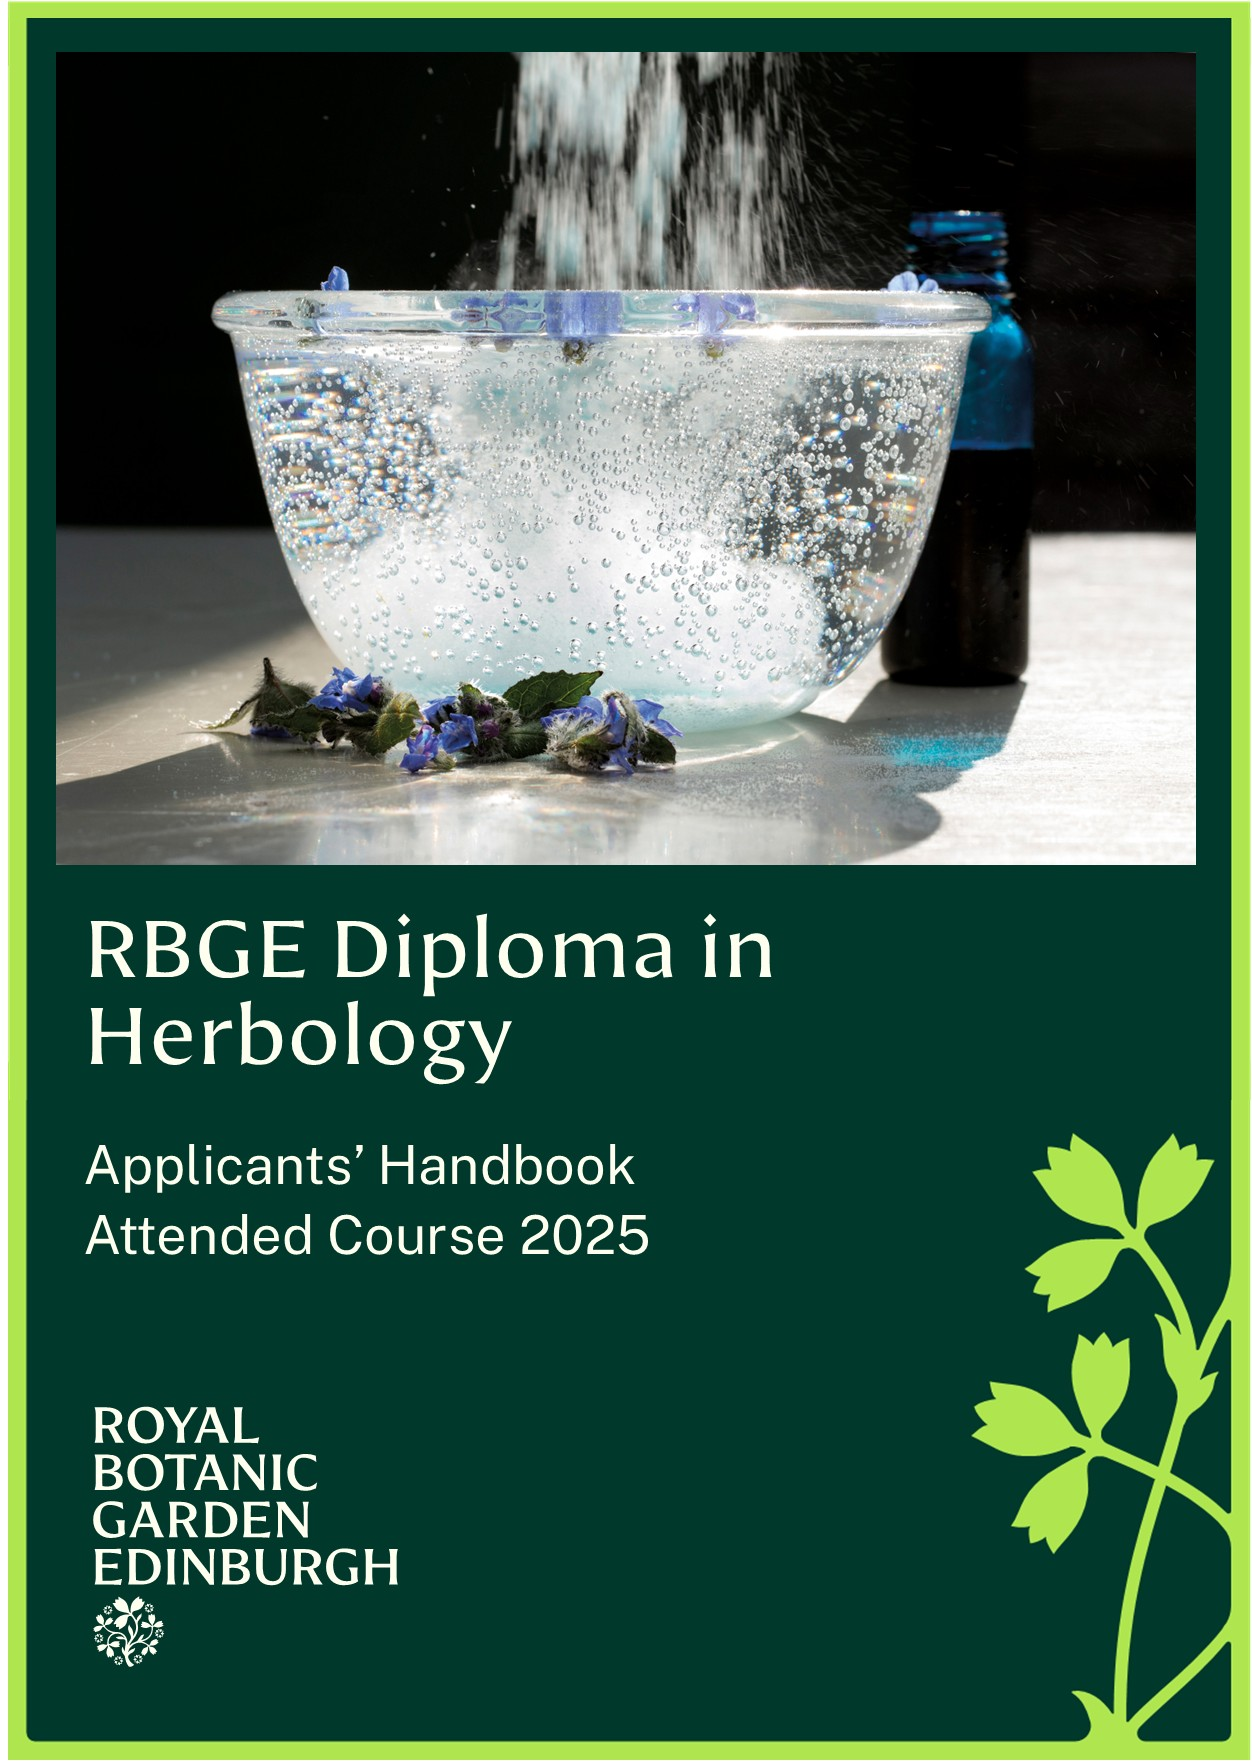 RBGE Diploma in
Herbology
Applicants’ Handbook
Attended Course 2025
ROYAL
BOTANIC
GARDEN
EDINBURGH